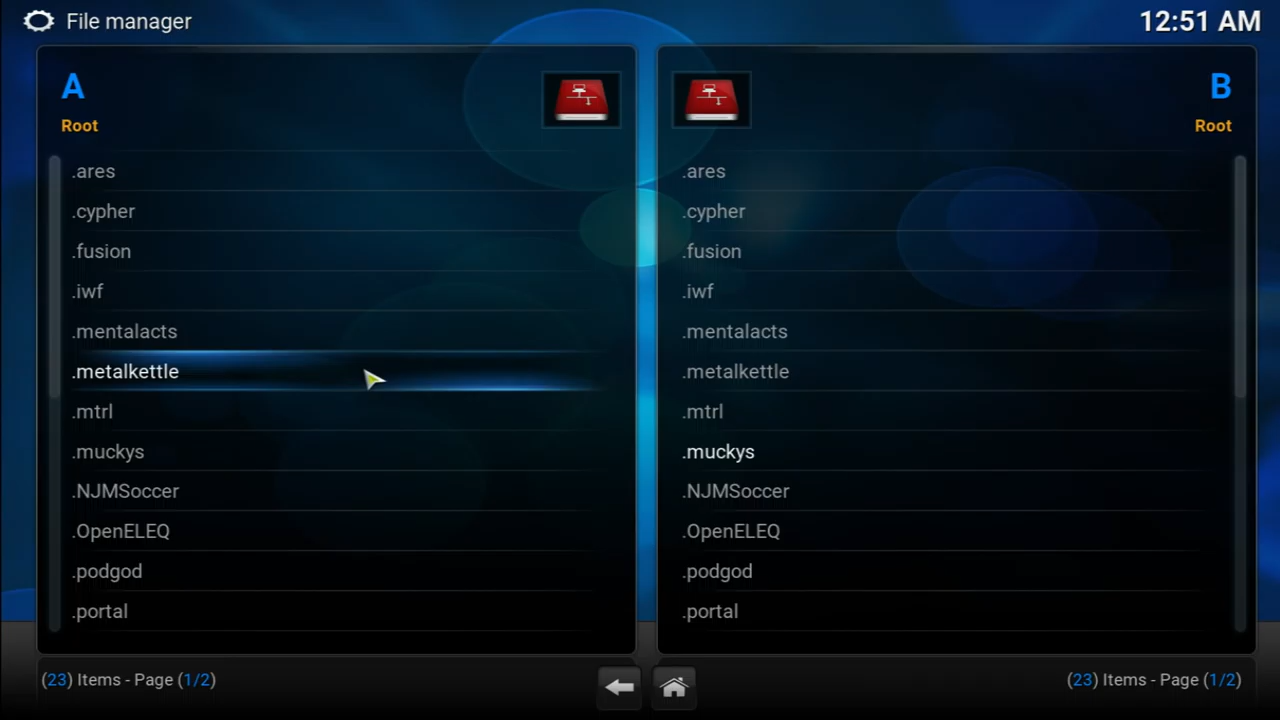 File manager
12:51 AM
A
Root
.ares
.cypher
.fusion
.iwf
.mentalacts
.metalkettle
.mtrl
.muckys
.NJMSoccer
.OpenELEQ
.podgod
.portal
(23) Items - Page (1/2)
B
Root
.ares
.cypher
.fusion
.iwf
.mentalacts
.metalkettle
.mtrl
.muckys
.NJMSoccer
.OpenELEQ
.podgod
.portal
(23) Items - Page (1/2)